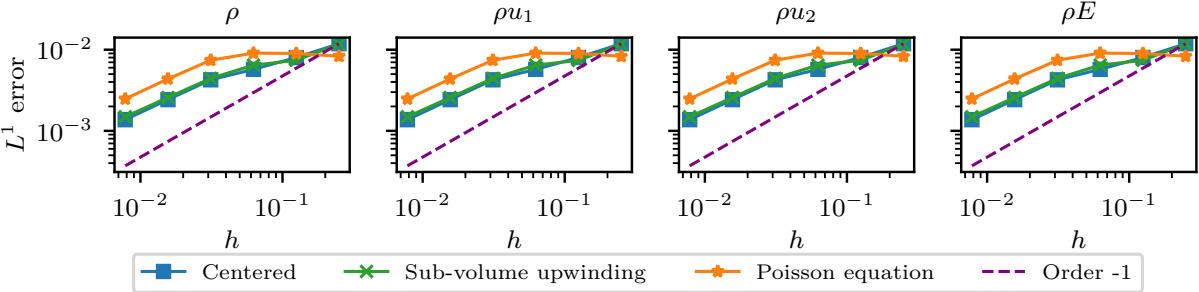 ρ ρu₁ ρu₂ ρE
L¹ error
10⁻²
10⁻³
10⁻² 10⁻¹ 10⁻² 10⁻¹ 10⁻² 10⁻¹ 10⁻² 10⁻¹
h h h h
Centered Sub-volume upwinding Poisson equation Order -1